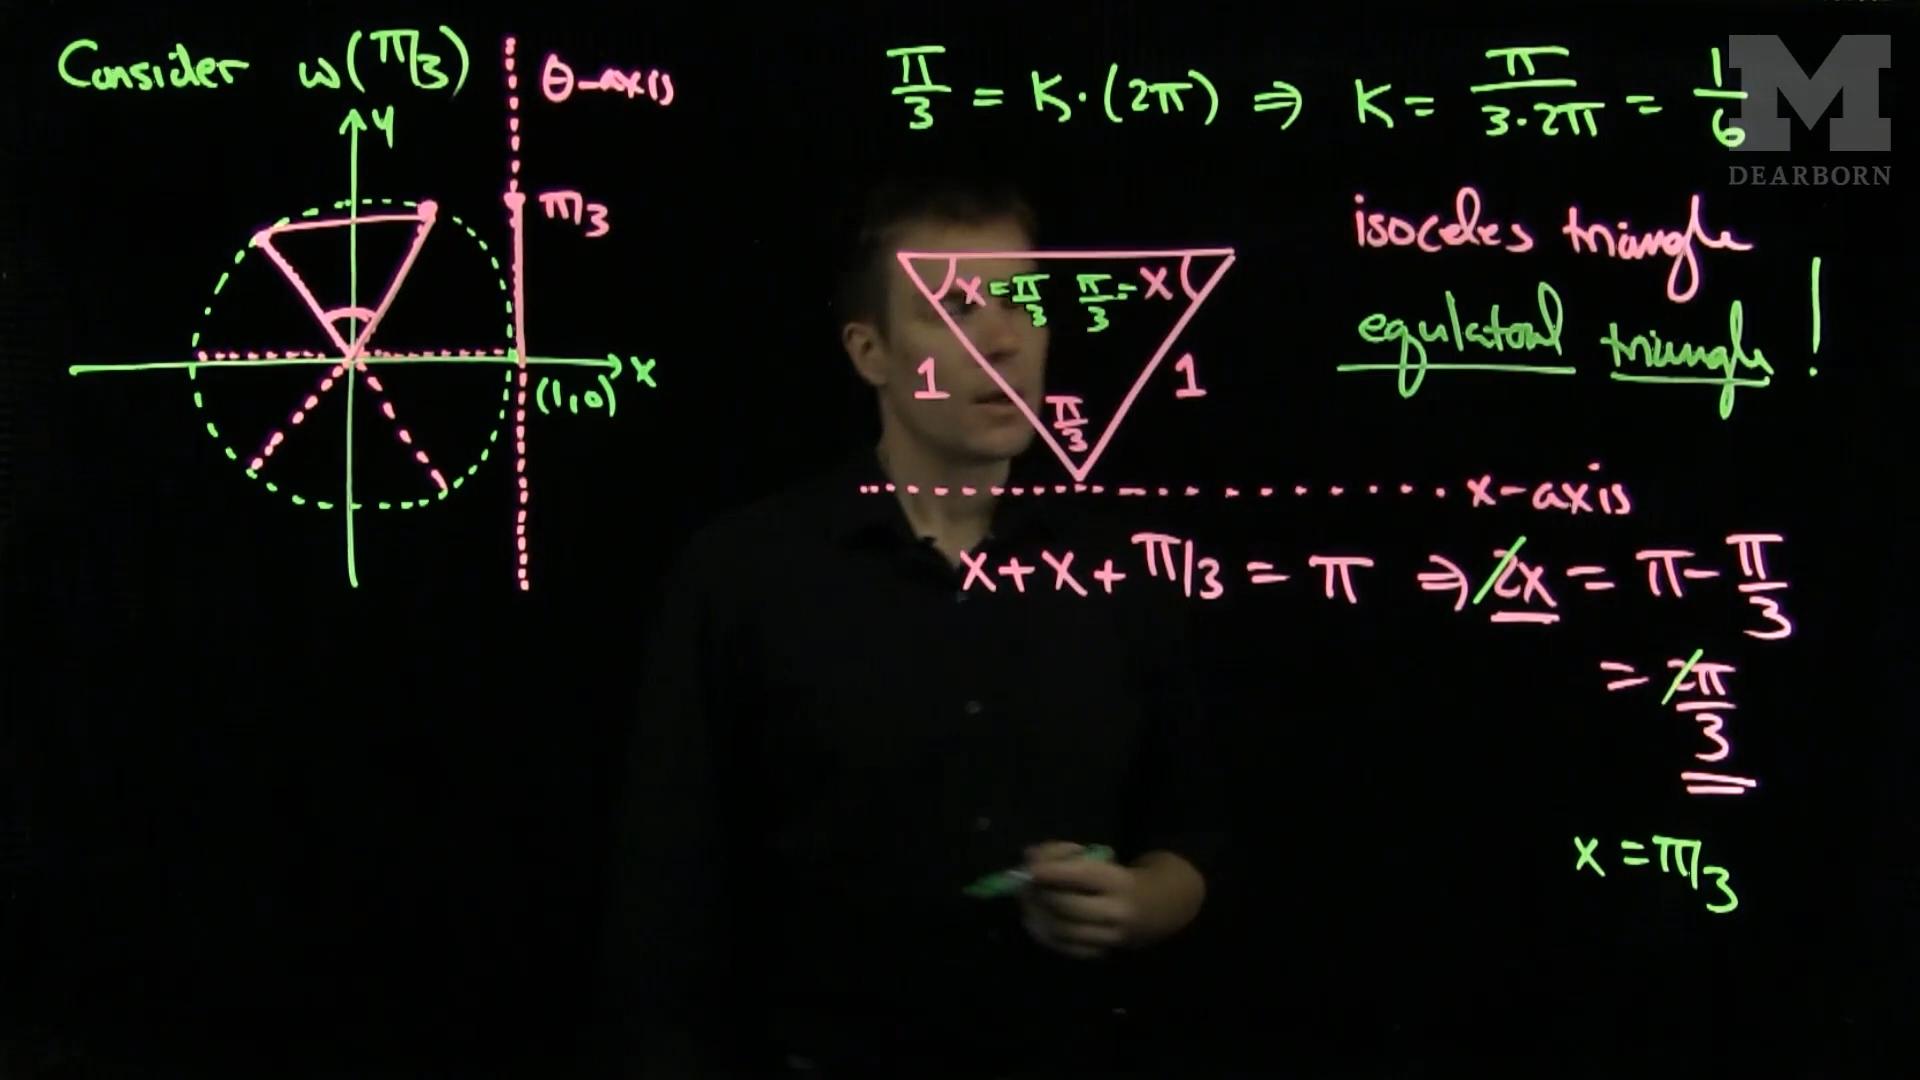 Consider w(π/3)
θ-axis
y
π/3
x
(1,0)
π/3 = K·(2π) ⇒ K = π/(3·2π) = 1/6
M
DEARBORN
isoceles triangle
equilateral triangle!
x = π/3 π/3 = x
1 1
π/3
x-axis
x + x + π/3 = π ⇒ 2x = π - π/3
= 2π/3
x = π/3